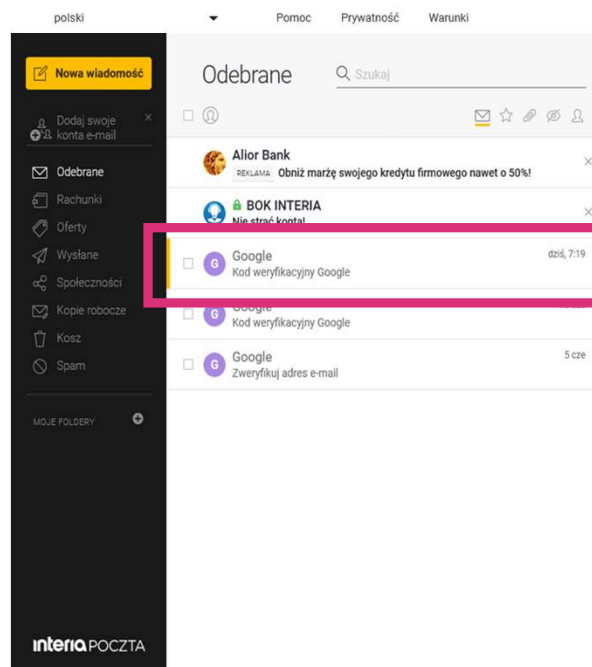 polski
Pomoc
Prywatność
Warunki
Nowa wiadomość
Dodaj swoje
konta e-mail
Odebrane
Rachunki
Oferty
Wysłane
Społeczności
Kopie robocze
Kosz
Spam
MOJE FOLDERY
interia POCZTA
Odebrane
Szukaj
Alior Bank
REKLAMA Obniż marżę swojego kredytu firmowego nawet o 50%!
BOK INTERIA
Nie strać konta!
G
Google
dziś, 7:19
Kod weryfikacyjny Google
G
Google
Kod weryfikacyjny Google
G
Google
5 cze
Zweryfikuj adres e-mail